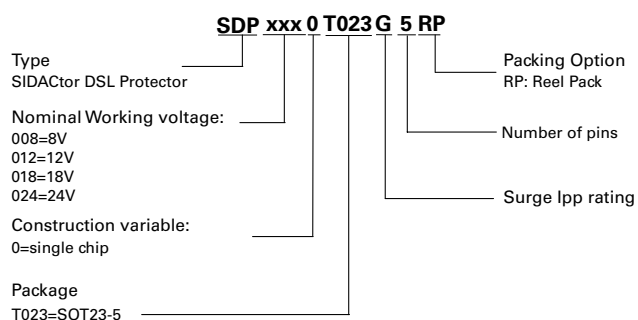 SDP xxx 0 T023 G 5 RP
Type
SIDACtor DSL Protector
Packing Option
RP: Reel Pack
Nominal Working voltage:
008=8V
012=12V
018=18V
024=24V
Number of pins
Surge Ipp rating
Construction variable:
0=single chip
Package
T023=SOT23-5